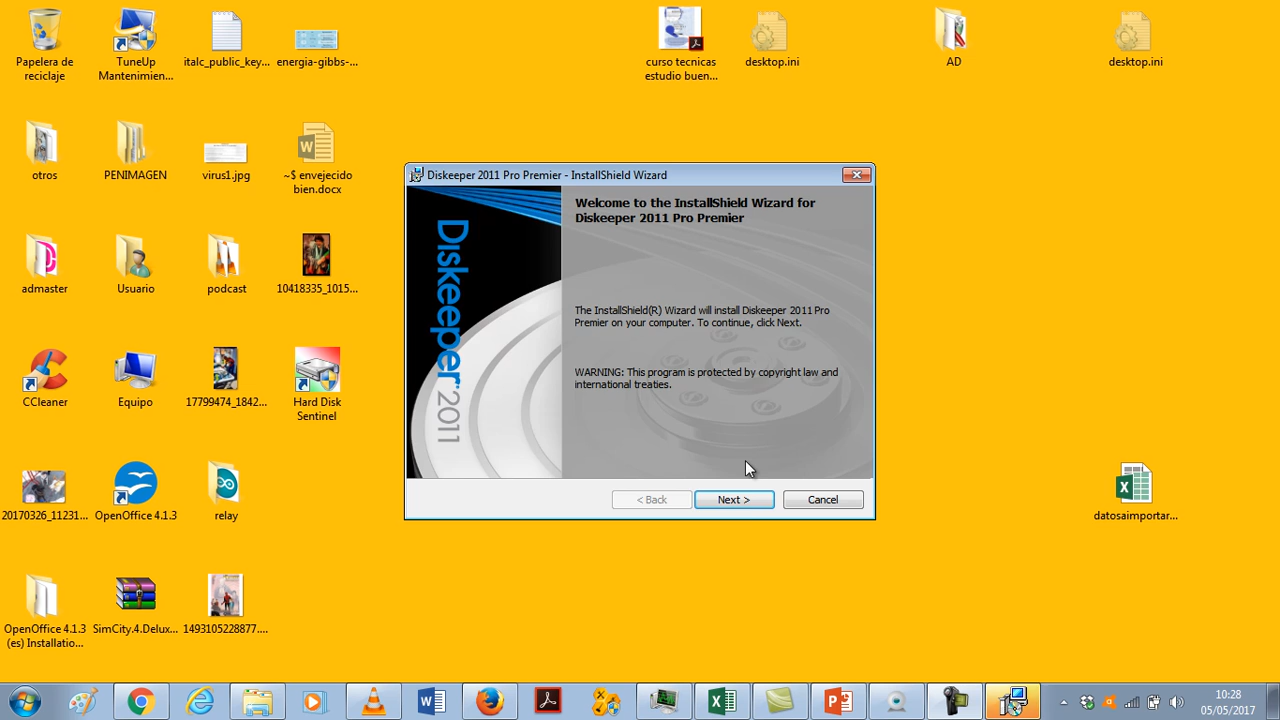 Papelera de
reciclaje
TuneUp
Mantenimien...
italc_public_key...
energia-gibbs-...
curso tecnicas
estudio buen...
desktop.ini
AD
desktop.ini
otros
PENIMAGEN
virus1.jpg
~$ envejecido
bien.docx
admaster
Usuario
podcast
10418335_1015...
CCleaner
Equipo
17799474_1842...
Hard Disk
Sentinel
20170326_11231...
OpenOffice 4.1.3
relay
datosaimportar...
OpenOffice 4.1.3
(es) Installatio...
SimCity.4.Delux...
1493105228877....
Diskeeper 2011 Pro Premier - InstallShield Wizard
Diskeeper 2011
Welcome to the InstallShield Wizard for
Diskeeper 2011 Pro Premier
The InstallShield(R) Wizard will install Diskeeper 2011 Pro
Premier on your computer. To continue, click Next.
WARNING: This program is protected by copyright law and
international treaties.
< Back
Next >
Cancel
10:28
05/05/2017